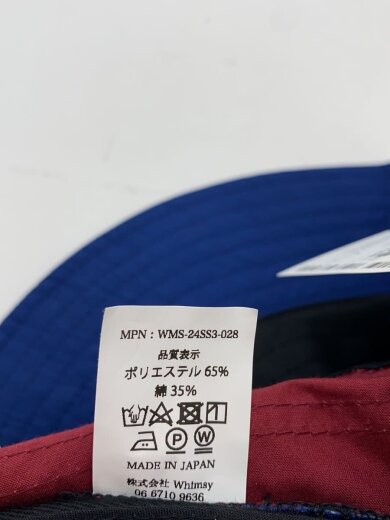 MPN : WMS-24SS3-028
品質表示
ポリエステル 65%
綿 35%
MADE IN JAPAN
株式会社 Whimsy
06 6710 9636